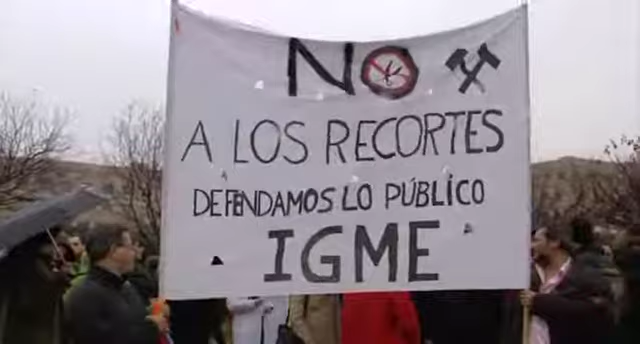 NO
A LOS RECORTES
DEFENDAMOS LO PÚBLICO
IGME